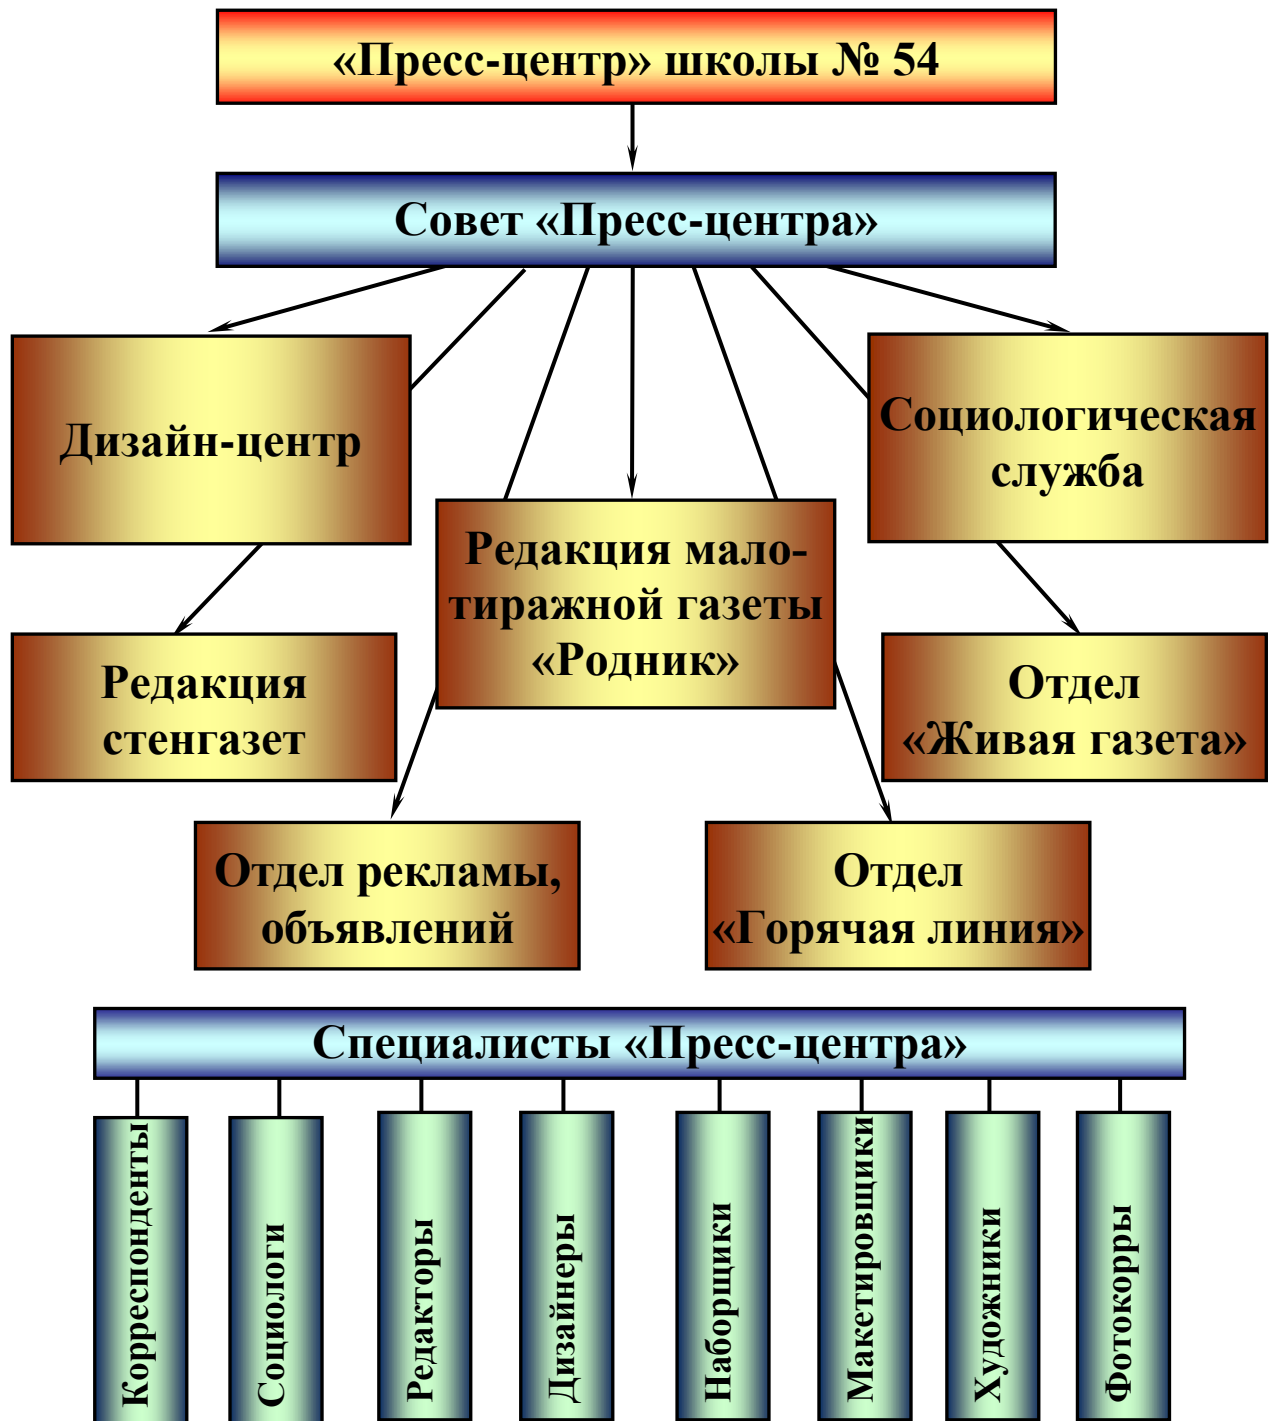 «Пресс-центр» школы № 54
Совет «Пресс-центра»
Дизайн-центр
Социологическая
служба
Редакция мало-
тиражной газеты
«Родник»
Редакция
стенгазет
Отдел
«Живая газета»
Отдел рекламы,
объявлений
Отдел
«Горячая линия»
Специалисты «Пресс-центра»
Корреспонденты
Социологи
Редакторы
Дизайнеры
Наборщики
Макетировщики
Художники
Фотокорры